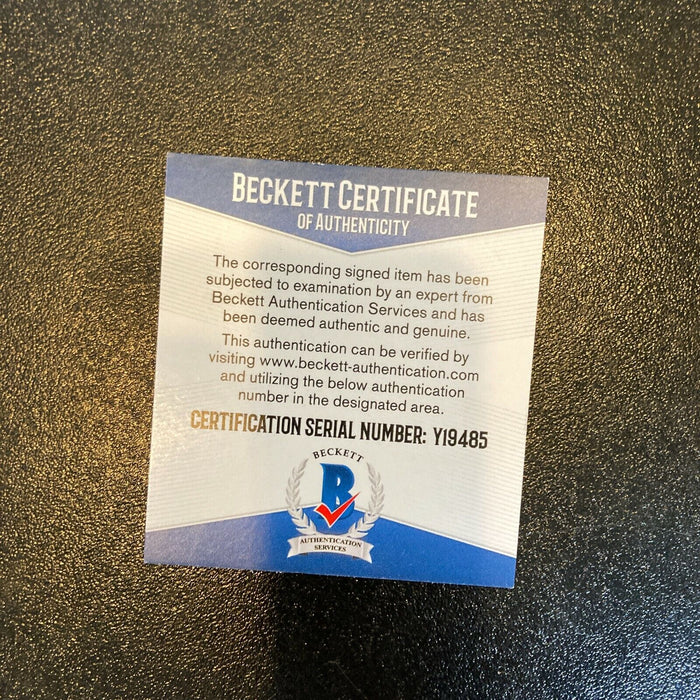 BECKETT CERTIFICATE
OF AUTHENTICITY
The corresponding signed item has been
subjected to examination by an expert from
Beckett Authentication Services and has
been deemed authentic and genuine.
This authentication can be verified by
visiting www.beckett-authentication.com
and utilizing the below authentication
number in the designated area.
CERTIFICATION SERIAL NUMBER: Y19485
BECKETT
B
AUTHENTICATION
SERVICES